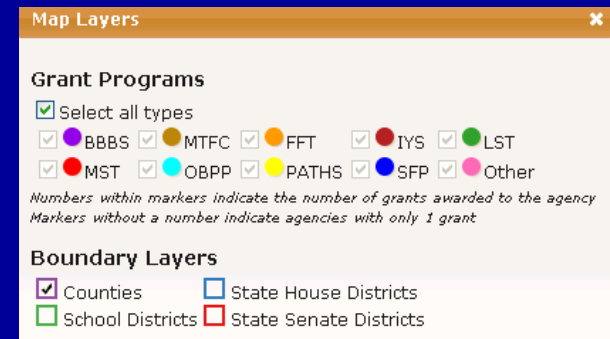 Map Layers
Grant Programs
Select all types
BBBS MTFC FFT IYS LST
MST OBPP PATHS SFP Other
Numbers within markers indicate the number of grants awarded to the agency
Markers without a number indicate agencies with only 1 grant
Boundary Layers
Counties State House Districts
School Districts State Senate Districts